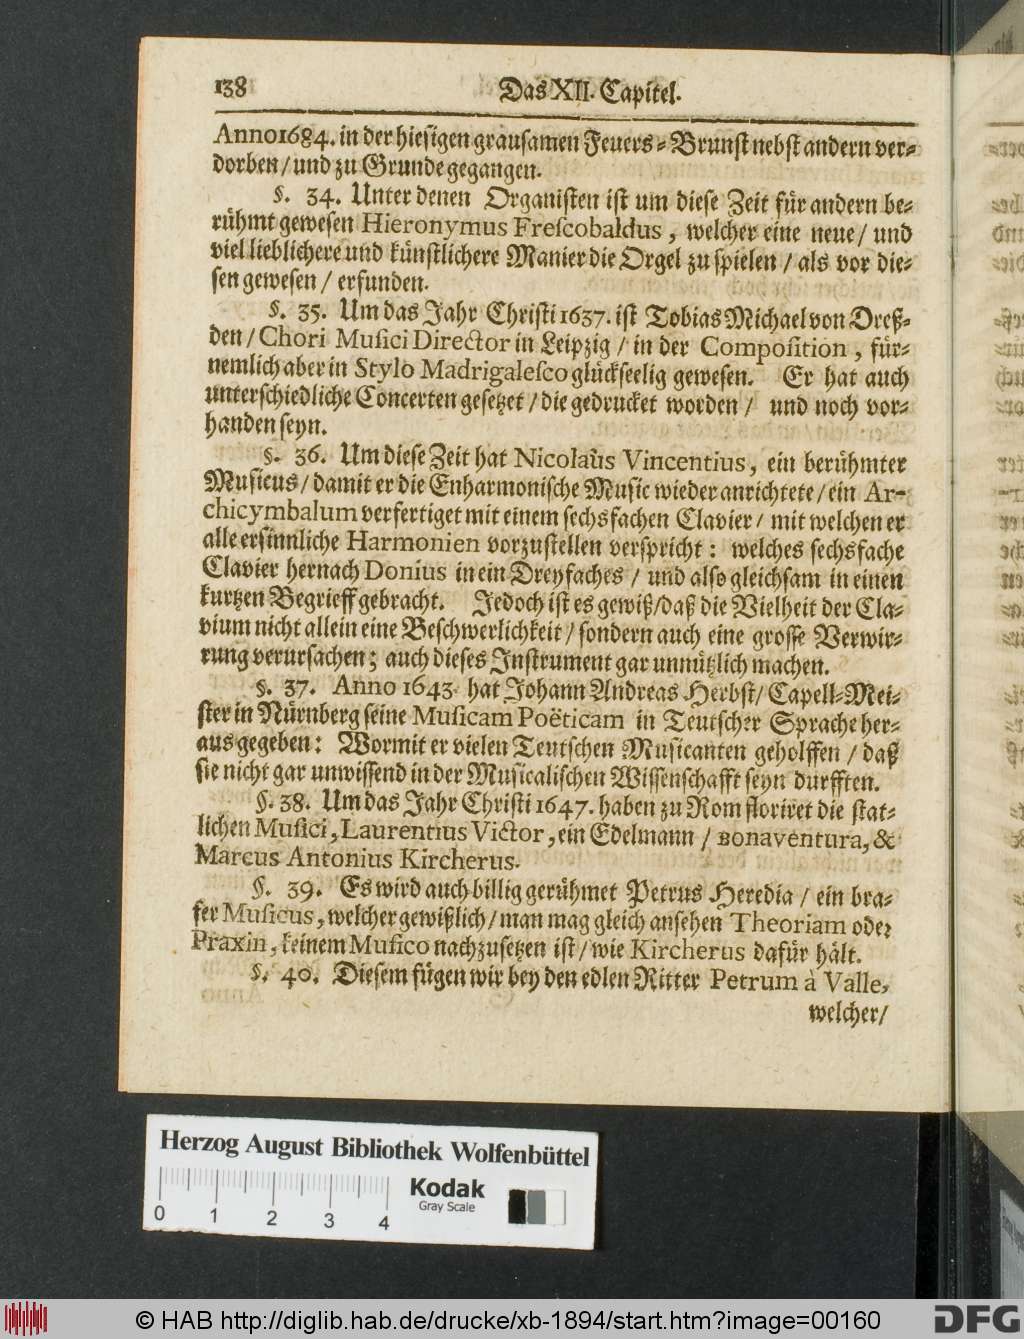 138 Das XII. Capitel.
Anno 1684. in der hiesigen grausamen Feuers-Brunst nebst andern ver-
dorben / und zu Grunde gegangen.
§. 34. Unter denen Organisten ist um diese Zeit für andern be-
rühmt gewesen Hieronymus Frescobaldus, welcher eine neue / und
viel lieblichere und künstlichere Manier die Orgel zu spielen / als vor die-
sen gewesen / erfunden.
§. 35. Um das Jahr Christi 1637. ist Tobias Michael von Dreß-
den / Chori Musici Director in Leipzig / in der Composition, für-
nemlich aber in Stylo Madrigalesco glückseelig gewesen. Er hat auch
unterschiedliche Concerten gesetzet / die gedrucket worden / und noch vor-
handen seyn.
§. 36. Um diese Zeit hat Nicolaûs Vincentius, ein berühmter
Musicus / damit er die Enharmonische Music wieder anrichtete / ein Ar-
chicymbalum verfertiget mit einem sechsfachen Clavier / mit welchen er
alle ersinnliche Harmonien vorzustellen verspricht: welches sechsfache
Clavier hernach Donius in ein Dreyfaches / und also gleichsam in einen
kurtzen Begrieff gebracht. Jedoch ist es gewiß / daß die Vielheit der Cla-
vium nicht allein eine Beschwerlichkeit / sondern auch eine grosse Verwir-
rung verursachen; auch dieses Instrument gar unnützlich machen.
§. 37. Anno 1643. hat Johann Andreas Herbst / Capell-Mei-
ster in Nürnberg seine Musicam Poëticam in Teutscher Sprache her-
aus gegeben: Wormit er vielen Teutschen Musicanten geholffen / daß
sie nicht gar unwissend in der Musicalischen Wissenschafft seyn durfften.
§. 38. Um das Jahr Christi 1647. haben zu Rom floriret die stat-
lichen Musici, Laurentius Victor, ein Edelmann / Bonaventura, &
Marcus Antonius Kircherus.
§. 39. Es wird auch billig gerühmet Petrus Heredia / ein bra-
fer Musicus, welcher gewißlich / man mag gleich ansehen Theoriam oder
Praxin, keinem Musico nachzusetzen ist / wie Kircherus dafür hält.
§. 40. Diesem fügen wir bey den edlen Ritter Petrum à Valle,
welcher /
Herzog August Bibliothek Wolfenbüttel
Kodak
Gray Scale
0 1 2 3 4
© HAB http://diglib.hab.de/drucke/xb-1894/start.htm?image=00160
DFG